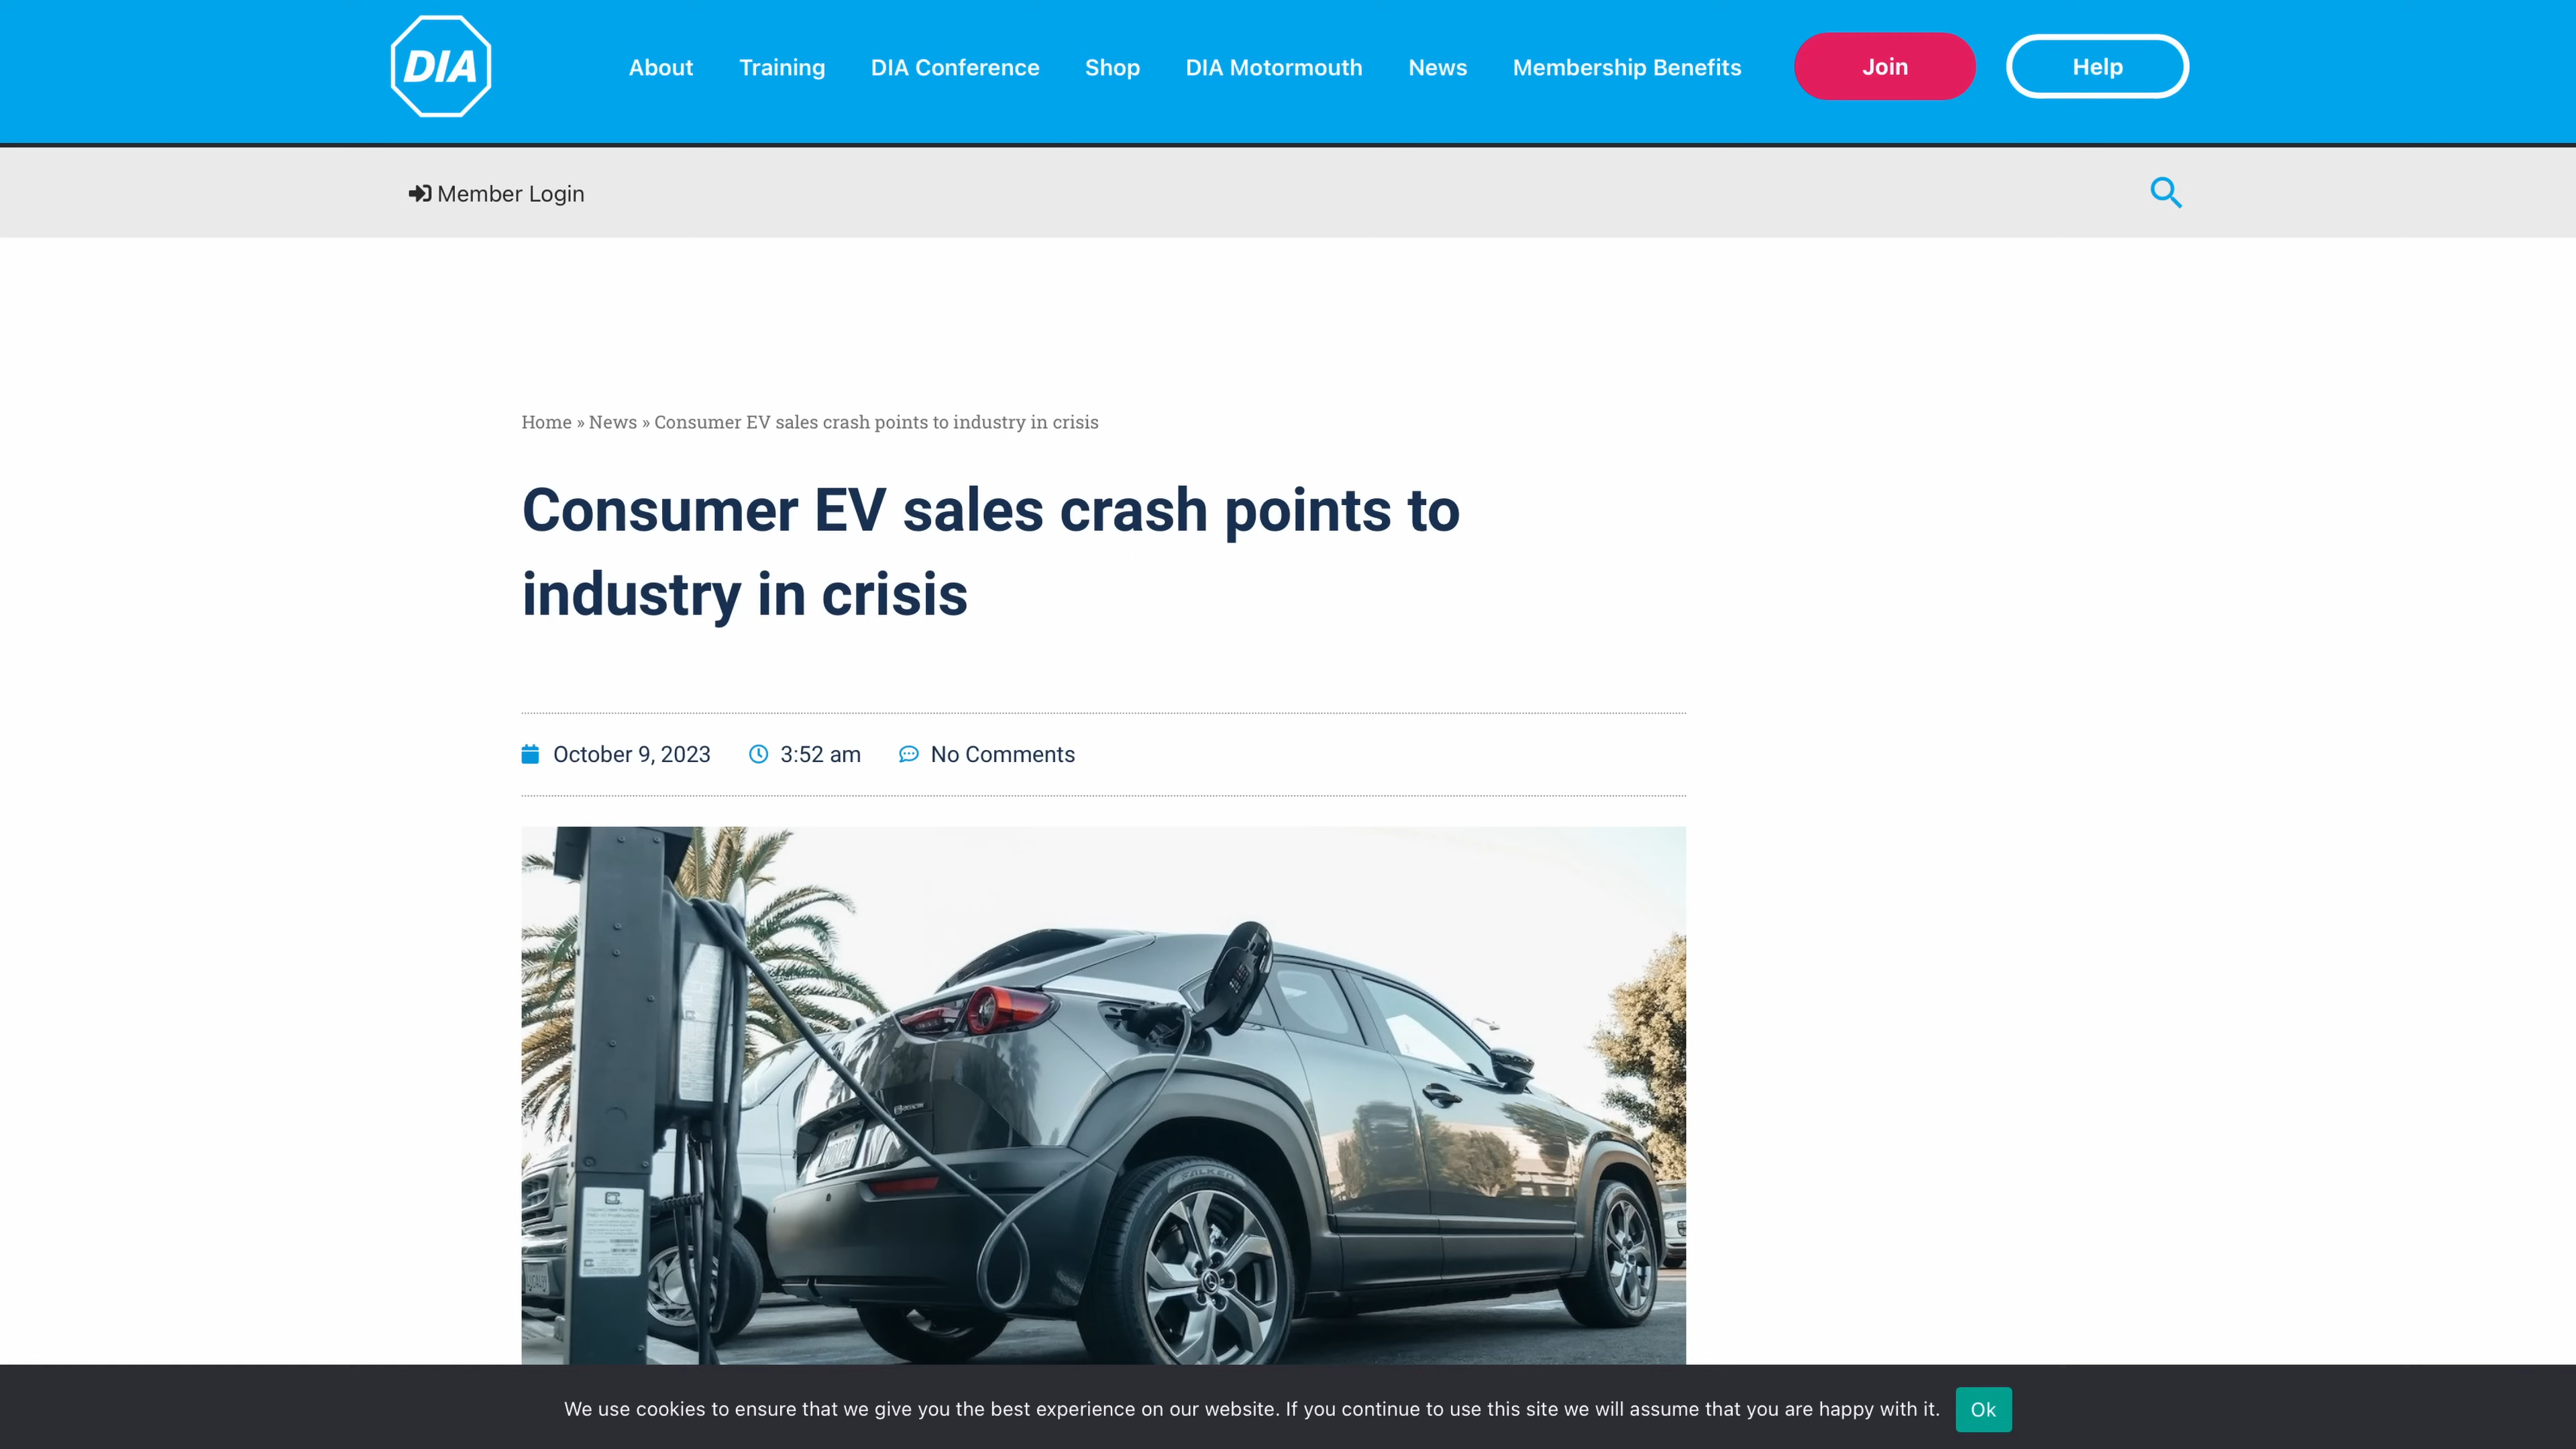 DIA
About
Training
DIA Conference
Shop
DIA Motormouth
News
Membership Benefits
Join
Help
Member Login
Home » News » Consumer EV sales crash points to industry in crisis
Consumer EV sales crash points to
industry in crisis
October 9, 2023
3:52 am
No Comments
FALKEN
We use cookies to ensure that we give you the best experience on our website. If you continue to use this site we will assume that you are happy with it.
Ok